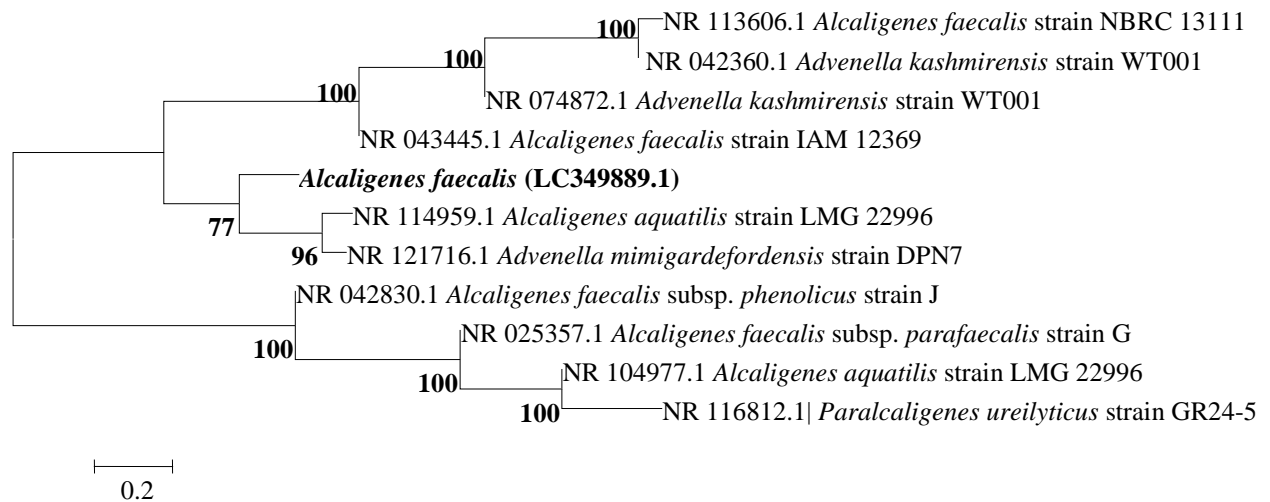 100 NR 113606.1 Alcaligenes faecalis strain NBRC 13111
100 NR 042360.1 Advenella kashmirensis strain WT001
100 NR 074872.1 Advenella kashmirensis strain WT001
NR 043445.1 Alcaligenes faecalis strain IAM 12369
Alcaligenes faecalis (LC349889.1)
77 NR 114959.1 Alcaligenes aquatilis strain LMG 22996
96 NR 121716.1 Advenella mimigardefordensis strain DPN7
NR 042830.1 Alcaligenes faecalis subsp. phenolicus strain J
100 NR 025357.1 Alcaligenes faecalis subsp. parafaecalis strain G
100 NR 104977.1 Alcaligenes aquatilis strain LMG 22996
100 NR 116812.1| Paralcaligenes ureilyticus strain GR24-5
0.2